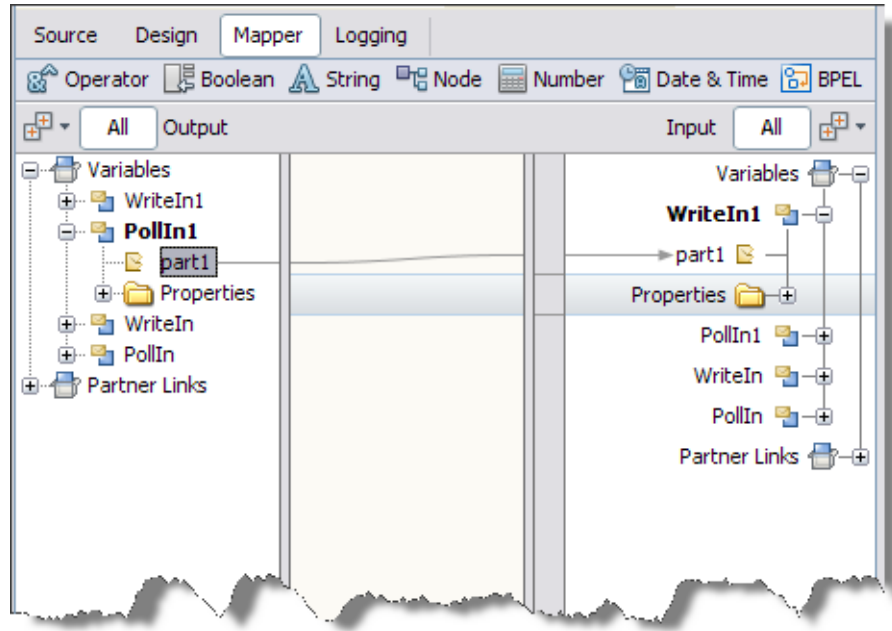 Source Design Mapper Logging
Operator Boolean String Node Number Date & Time BPEL
All Output Input All
Variables
WriteIn1
PollIn1
part1
Properties
WriteIn
PollIn
Partner Links
Variables
WriteIn1
part1
Properties
PollIn1
WriteIn
PollIn
Partner Links